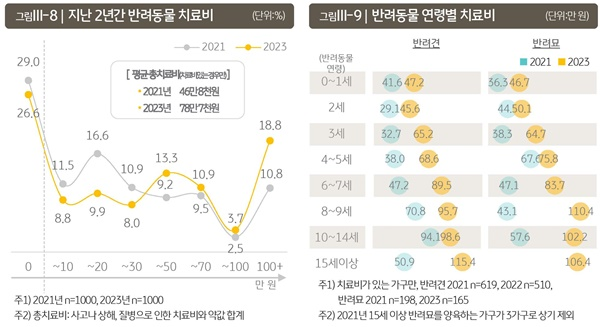 그림III-8 | 지난 2년간 반려동물 치료비 (단위:%)
2021 2023
[ 평균 총치료비(치료비 있는 경우만) ]
2021년 46만 8천원
2023년 78만 7천원
29.0
26.6
11.5
8.8
16.6
9.9
10.9
8.0
13.3
9.2
10.9
9.5
3.7
2.5
18.8
10.8
0 ~10 ~20 ~30 ~50 ~70 ~100 100+
만 원
주1) 2021년 n=1000, 2023년 n=1000
주2) 총치료비: 사고나 상해, 질병으로 인한 치료비와 약값 합계
그림III-9 | 반려동물 연령별 치료비 (단위:만 원)
반려견 반려묘
(반려동물 연령) 2021 2023 2021 2023
0~1세 41.6 47.2 36.3 46.7
2세 29.1 45.6 44.5 50.1
3세 32.7 65.2 38.3 64.7
4~5세 38.0 68.6 67.6 75.8
6~7세 47.2 89.5 47.1 83.7
8~9세 70.8 95.7 43.1 110.4
10~14세 94.1 98.6 57.6 102.2
15세이상 50.9 115.4 106.4
주1) 치료비가 있는 가구만, 반려견 2021 n=619, 2022 n=510,
반려묘 2021 n=198, 2023 n=165
주2) 2021년 15세 이상 반려묘를 양육하는 가구가 3가구로 상기 제외